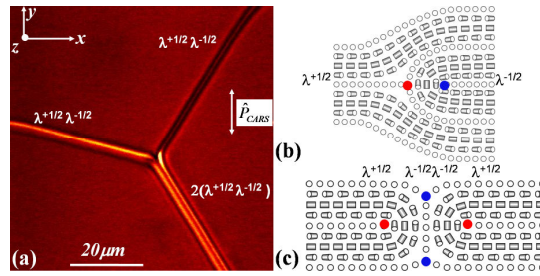 y
z
x
λ+1/2 λ-1/2
P̂CARS
λ+1/2 λ-1/2
2(λ+1/2 λ-1/2)
(a)
20μm
λ+1/2
λ-1/2
(b)
λ+1/2
λ-1/2 λ-1/2
λ+1/2
(c)